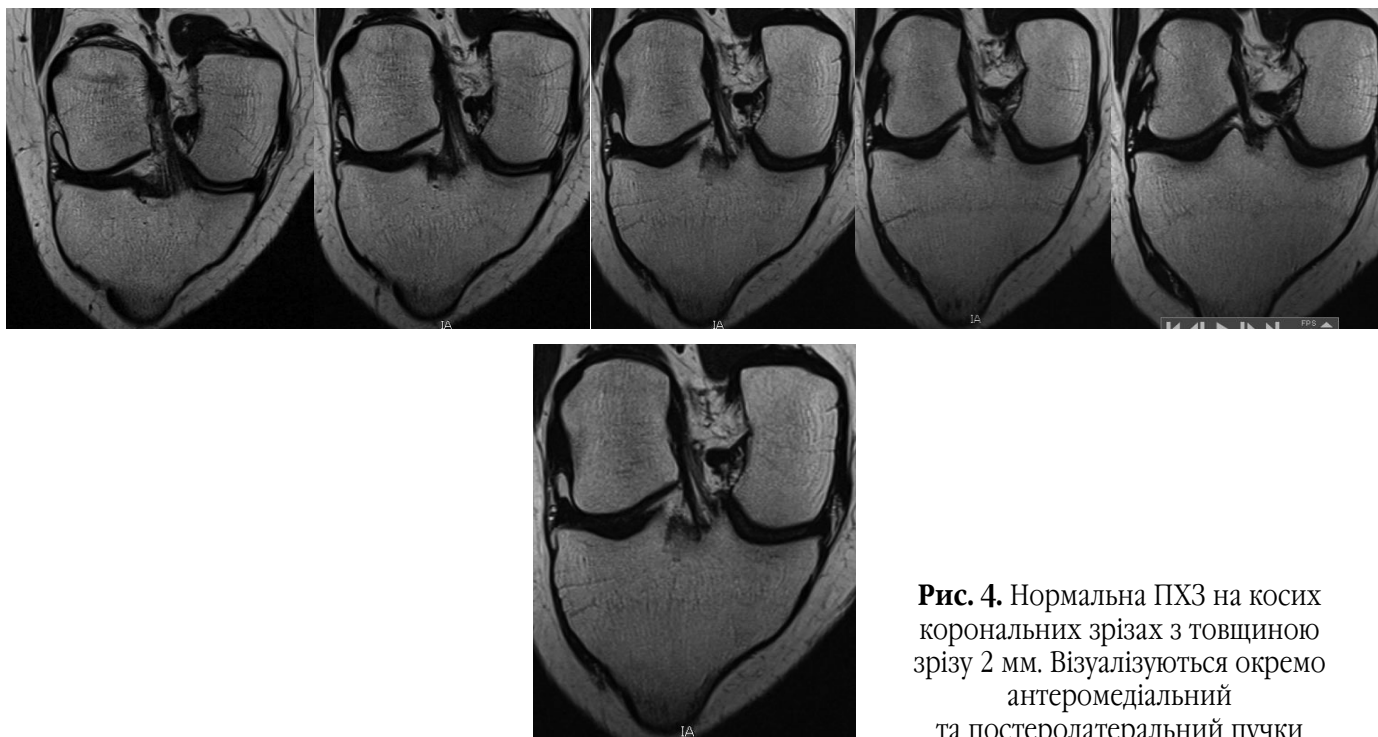 IA
IA
IA
FPS
IA
Рис. 4. Нормальна ПХЗ на косих
корональних зрізах з товщиною
зрізу 2 мм. Візуалізуються окремо
антеромедіальний
та постеролатеральний пучки